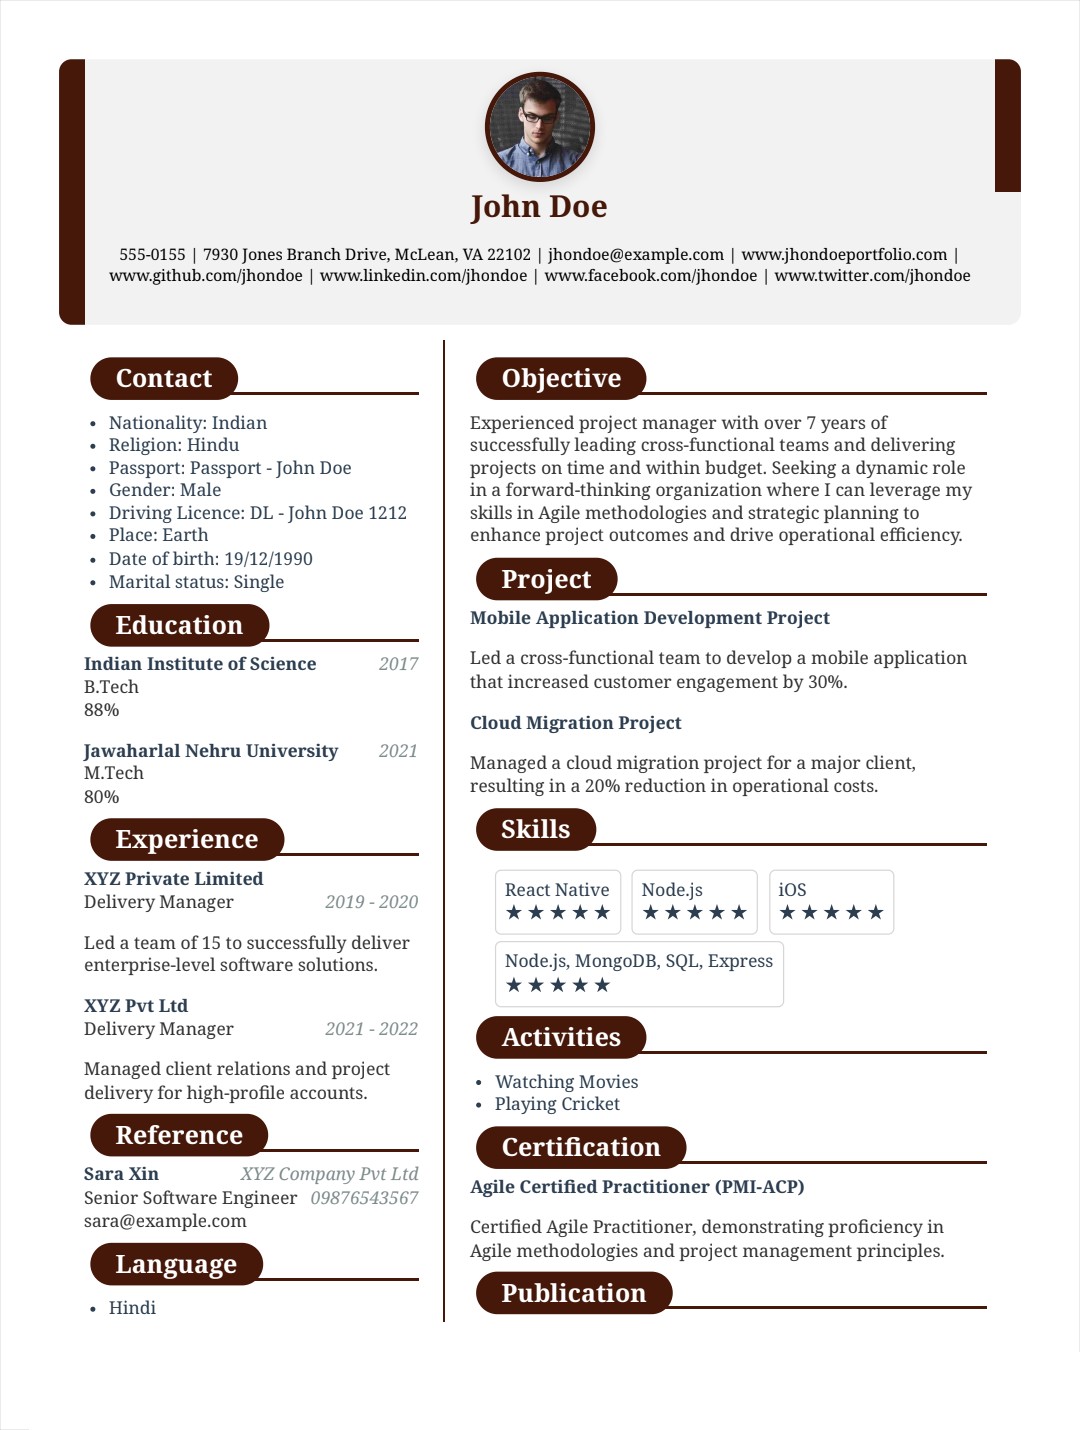 John Doe
555-0155 | 7930 Jones Branch Drive, McLean, VA 22102 | jhondoe@example.com | www.jhondoeportfolio.com |
www.github.com/jhondoe | www.linkedin.com/jhondoe | www.facebook.com/jhondoe | www.twitter.com/jhondoe
Contact
• Nationality: Indian
• Religion: Hindu
• Passport: Passport - John Doe
• Gender: Male
• Driving Licence: DL - John Doe 1212
• Place: Earth
• Date of birth: 19/12/1990
• Marital status: Single
Education
Indian Institute of Science 2017
B.Tech
88%
Jawaharlal Nehru University 2021
M.Tech
80%
Experience
XYZ Private Limited
Delivery Manager 2019 - 2020
Led a team of 15 to successfully deliver
enterprise-level software solutions.
XYZ Pvt Ltd
Delivery Manager 2021 - 2022
Managed client relations and project
delivery for high-profile accounts.
Reference
Sara Xin XYZ Company Pvt Ltd
Senior Software Engineer 09876543567
sara@example.com
Language
• Hindi
Objective
Experienced project manager with over 7 years of
successfully leading cross-functional teams and delivering
projects on time and within budget. Seeking a dynamic role
in a forward-thinking organization where I can leverage my
skills in Agile methodologies and strategic planning to
enhance project outcomes and drive operational efficiency.
Project
Mobile Application Development Project
Led a cross-functional team to develop a mobile application
that increased customer engagement by 30%.
Cloud Migration Project
Managed a cloud migration project for a major client,
resulting in a 20% reduction in operational costs.
Skills
React Native Node.js iOS
★★★★★ ★★★★★ ★★★★★
Node.js, MongoDB, SQL, Express
★★★★★
Activities
• Watching Movies
• Playing Cricket
Certification
Agile Certified Practitioner (PMI-ACP)
Certified Agile Practitioner, demonstrating proficiency in
Agile methodologies and project management principles.
Publication